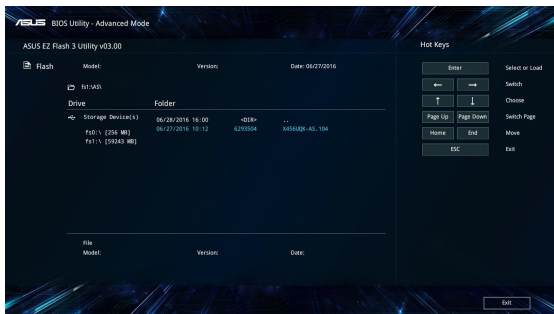 ASUS BIOS Utility - Advanced Mode
ASUS EZ Flash 3 Utility v03.00
Flash
Model: Version: Date: 06/27/2016
fs1:\AS\
Drive Folder
Storage Device(s)
fs0:\ [256 MB]
fs1:\ [59243 MB]
06/28/2016 16:00 <DIR> ..
06/27/2016 10:12 6293504 X456UQK-AS.104
File
Model: Version: Date:
Hot Keys
Enter Select or Load
← → Switch
↑ ↓ Choose
Page Up Page Down Switch Page
Home End Move
ESC Exit
Exit